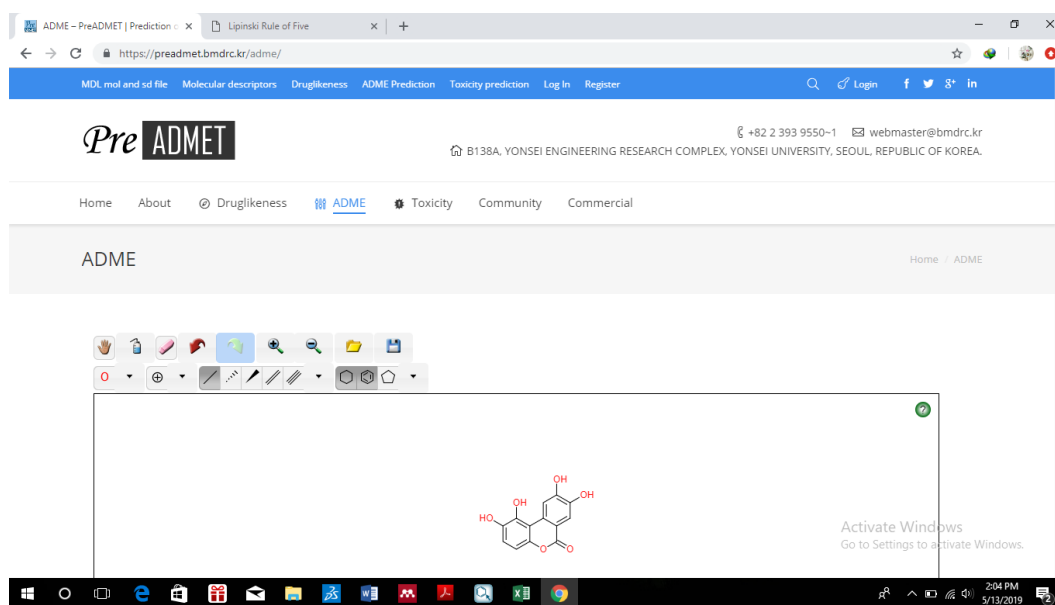 ADME – PreADMET | Prediction o
Lipinski Rule of Five
https://preadmet.bmdrc.kr/adme/
MDL mol and sd file Molecular descriptors Druglikeness ADME Prediction Toxicity prediction Log In Register Login
Pre ADMET
+82 2 393 9550~1 webmaster@bmdrc.kr
B138A, YONSEI ENGINEERING RESEARCH COMPLEX, YONSEI UNIVERSITY, SEOUL, REPUBLIC OF KOREA.
Home About Druglikeness ADME Toxicity Community Commercial
ADME
Home / ADME
O
OH
OH
OH
HO
O
O
Activate Windows
Go to Settings to activate Windows.
2:04 PM
5/13/2019